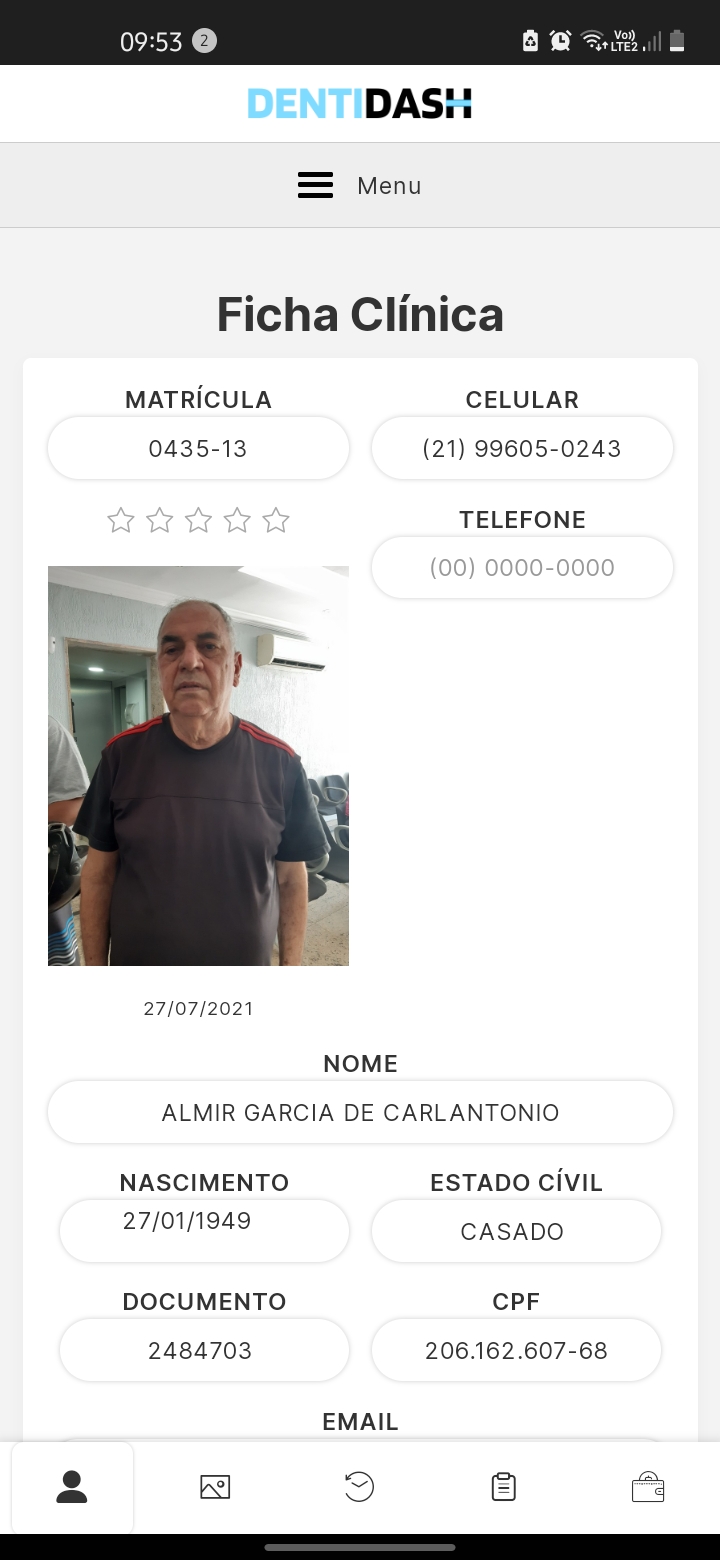 09:53 2
Vo))
LTE2
DENTIDASH
Menu
Ficha Clínica
MATRÍCULA
0435-13
CELULAR
(21) 99605-0243
TELEFONE
(00) 0000-0000
27/07/2021
NOME
ALMIR GARCIA DE CARLANTONIO
NASCIMENTO
27/01/1949
ESTADO CÍVIL
CASADO
DOCUMENTO
2484703
CPF
206.162.607-68
EMAIL